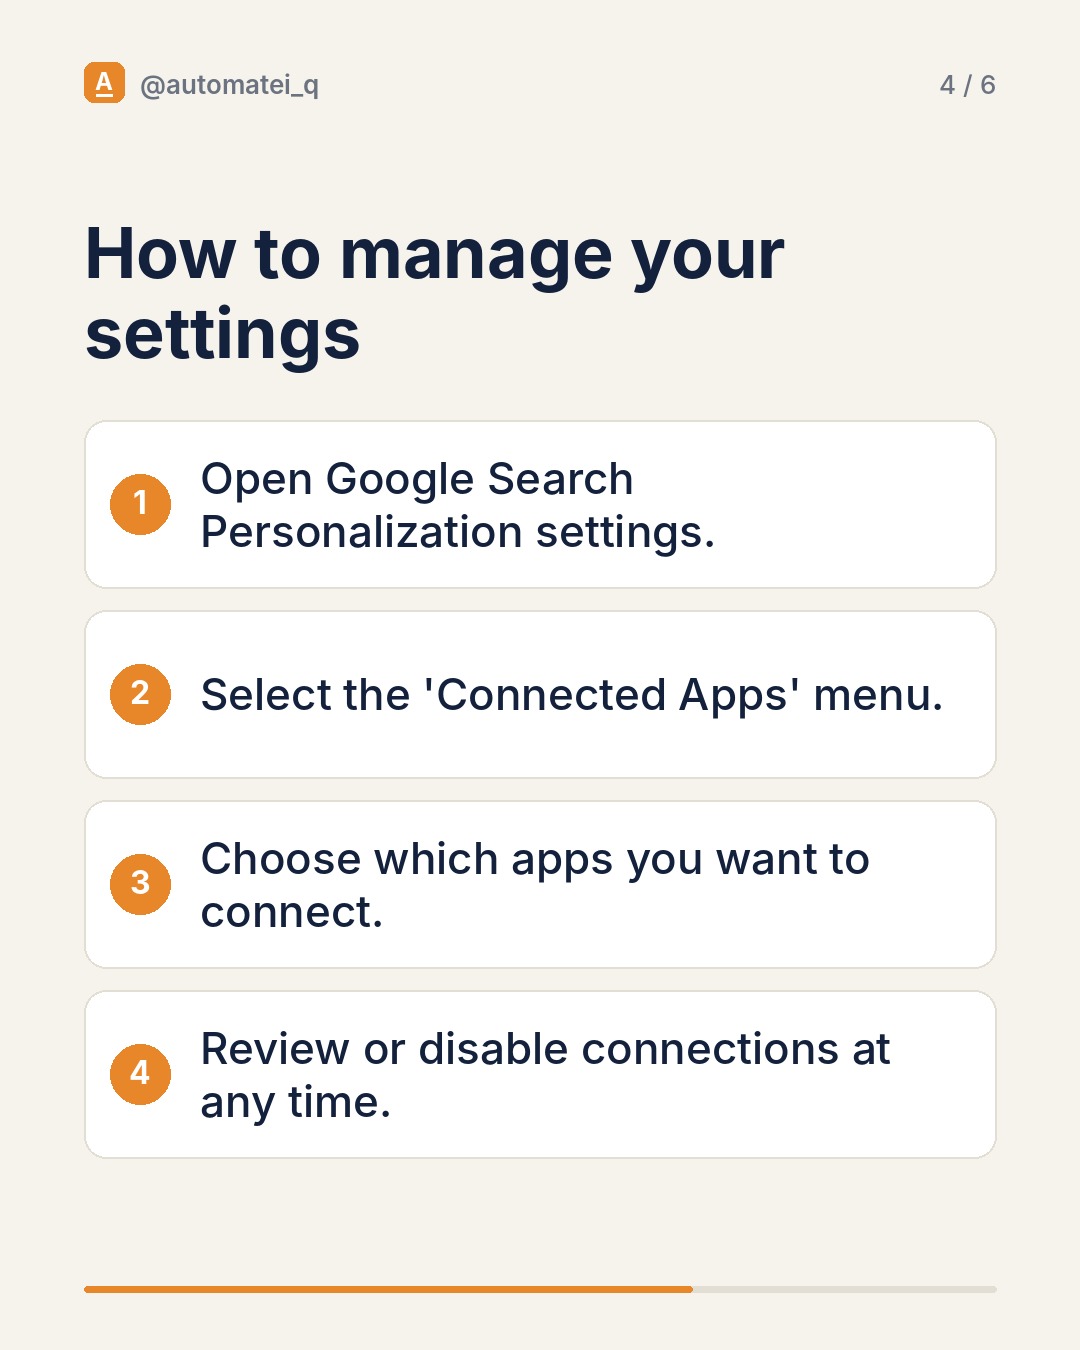 A
@automatei_q
4 / 6
How to manage your
settings
1
Open Google Search
Personalization settings.
2
Select the 'Connected Apps' menu.
3
Choose which apps you want to
connect.
4
Review or disable connections at
any time.